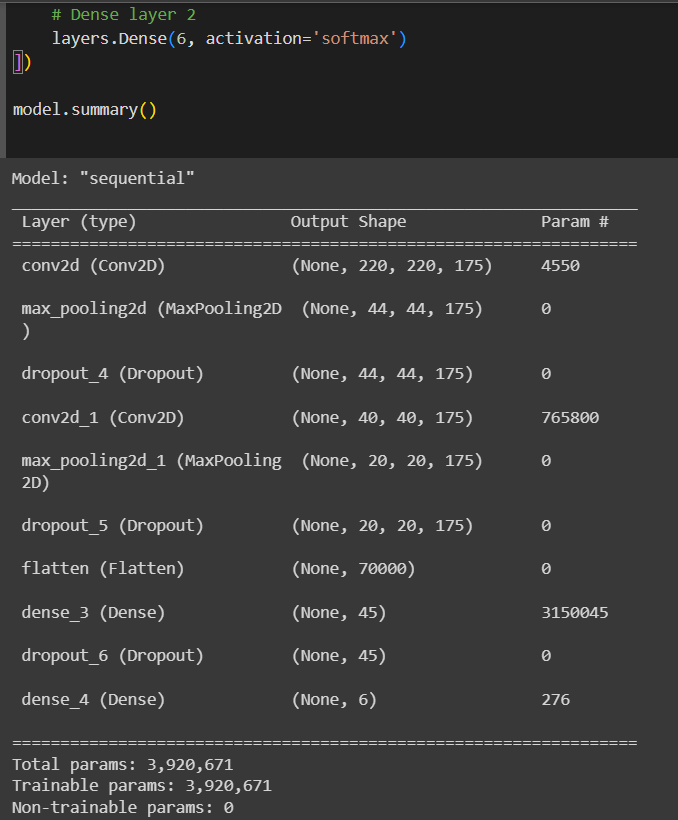 # Dense layer 2
layers.Dense(6, activation='softmax')
])
model.summary()
Model: "sequential"
_________________________________________________________________
Layer (type) Output Shape Param #
=================================================================
conv2d (Conv2D) (None, 220, 220, 175) 4550
max_pooling2d (MaxPooling2D (None, 44, 44, 175) 0
)
dropout_4 (Dropout) (None, 44, 44, 175) 0
conv2d_1 (Conv2D) (None, 40, 40, 175) 765800
max_pooling2d_1 (MaxPooling (None, 20, 20, 175) 0
2D)
dropout_5 (Dropout) (None, 20, 20, 175) 0
flatten (Flatten) (None, 70000) 0
dense_3 (Dense) (None, 45) 3150045
dropout_6 (Dropout) (None, 45) 0
dense_4 (Dense) (None, 6) 276
=================================================================
Total params: 3,920,671
Trainable params: 3,920,671
Non-trainable params: 0